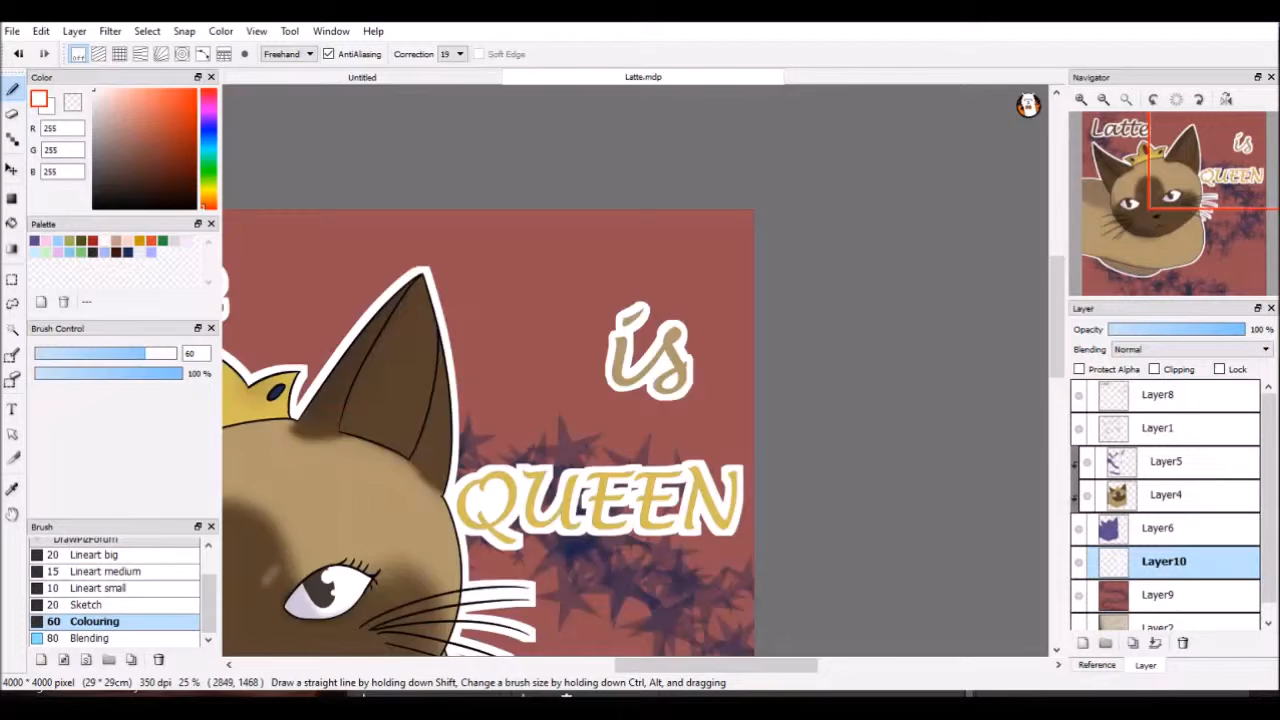 File Edit Layer Filter Select Snap Color View Tool Window Help
off Freehand AntiAliasing Correction 19 Soft Edge
Color
Untitled
Latte.mdp
Navigator
R 255
G 255
B 255
Latte
is
QUEEN
Palette
---
Brush Control
60
100 %
is
QUEEN
Layer
Opacity 100 %
Blending Normal
Protect Alpha Clipping Lock
Layer8
Layer1
Layer5
Layer4
Layer6
Layer10
Layer9
Layer2
Brush
20 Lineart big
15 Lineart medium
10 Lineart small
20 Sketch
60 Colouring
80 Blending
Reference Layer
4000 * 4000 pixel (29 * 29cm) 350 dpi 25 % (2849, 1468) Draw a straight line by holding down Shift, Change a brush size by holding down Ctrl, Alt, and dragging